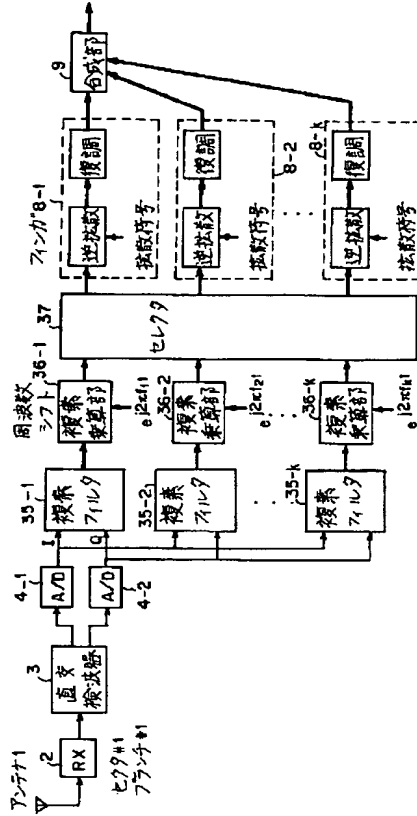 アンテナ1
2
RX
セクタ#1
ブランチ#1
3
直交
検波器
4-1
A/D
4-2
A/D
I
Q
35-1
複素
フィルタ
35-2
複素
フィルタ
35-k
複素
フィルタ
周波数
シフト
36-1
複素
乗算部
e^j2πf₁t
36-2
複素
乗算部
e^j2πf₂t
36-k
複素
乗算部
e^j2πfₖt
37
セレクタ
フィンガ8-1
逆拡散
復調
拡散符号
8-2
逆拡散
復調
拡散符号
8-k
逆拡散
復調
拡散符号
9
合成部